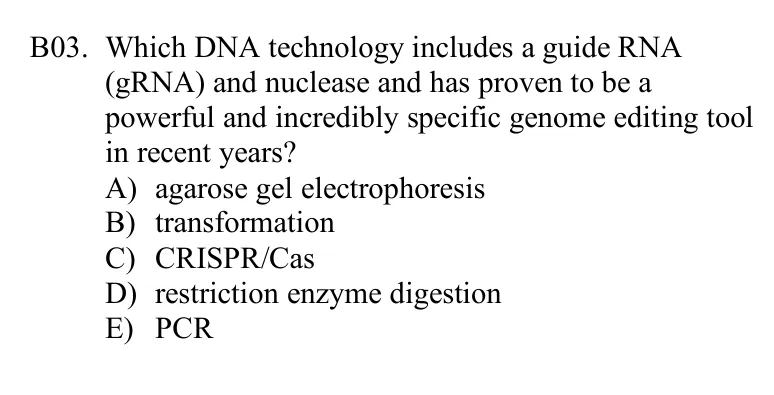 B03. Which DNA technology includes a guide RNA
(gRNA) and nuclease and has proven to be a
powerful and incredibly specific genome editing tool
in recent years?
A) agarose gel electrophoresis
B) transformation
C) CRISPR/Cas
D) restriction enzyme digestion
E) PCR